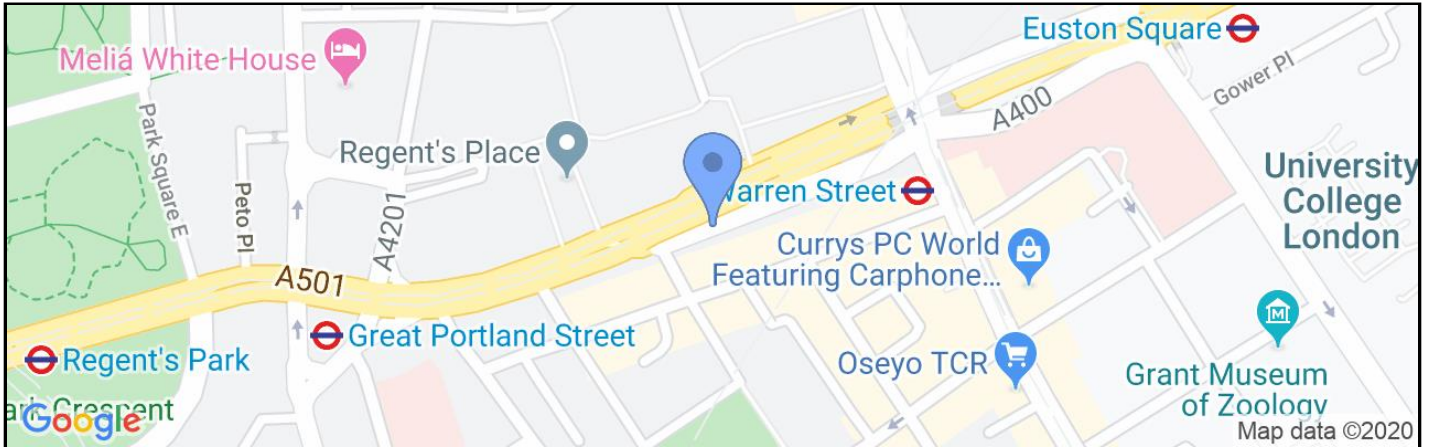 Euston Square
Meliá White House
Gower Pl
A400
Park Square E
Regent's Place
University
College
London
Peto Pl
A4201
Warren Street
Currys PC World
Featuring Carphone...
A501
Great Portland Street
Regent's Park
Oseyo TCR
Grant Museum
of Zoology
Crescent
Google
Map data ©2020